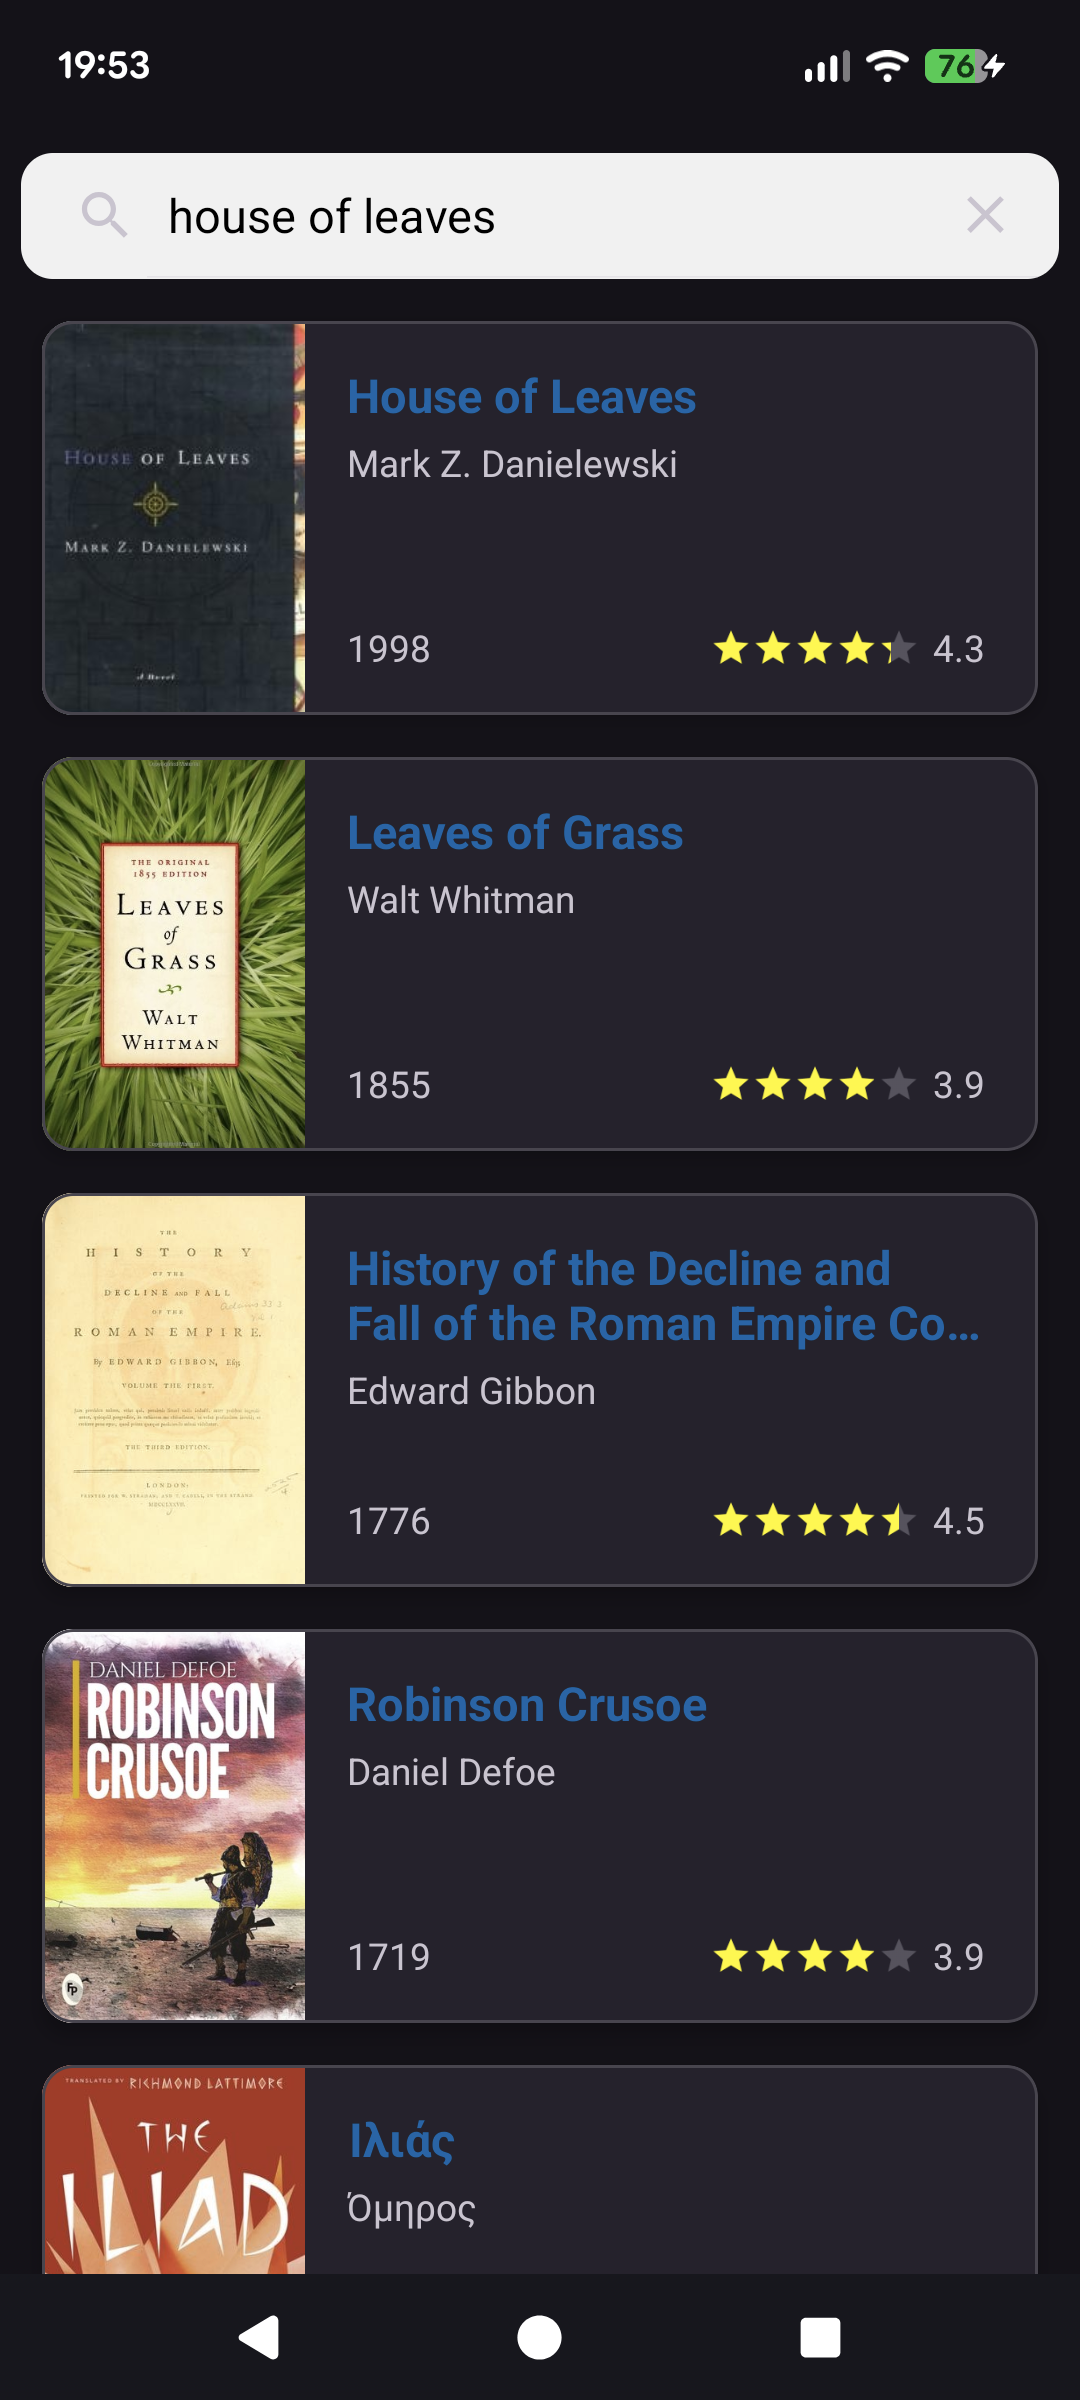 19:53
76
house of leaves
HOUSE OF LEAVES
MARK Z. DANIELEWSKI
A Novel
House of Leaves
Mark Z. Danielewski
1998
4.3
THE ORIGINAL
1855 EDITION
LEAVES
of
GRASS
WALT
WHITMAN
Leaves of Grass
Walt Whitman
1855
3.9
THE
HISTORY
OF THE
DECLINE AND FALL
OF THE
ROMAN EMPIRE.
By EDWARD GIBBON, Esq;
VOLUME THE FIRST.
THE THIRD EDITION.
LONDON:
History of the Decline and
Fall of the Roman Empire Co...
Edward Gibbon
1776
4.5
DANIEL DEFOE
ROBINSON
CRUSOE
FP
Robinson Crusoe
Daniel Defoe
1719
3.9
TRANSLATED BY RICHMOND LATTIMORE
THE
ILIAD
Ιλιάς
Όμηρος